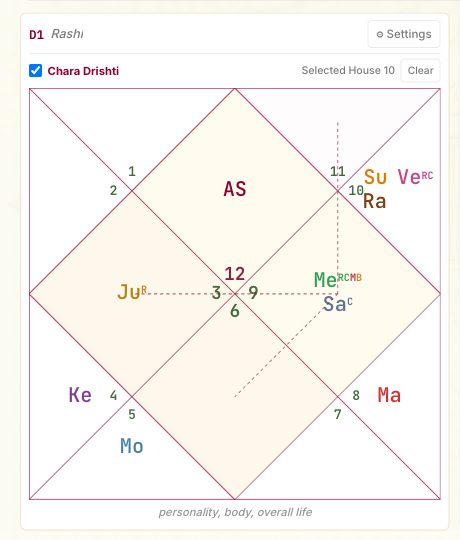 D1 Rashi
⚙ Settings
Chara Drishti
Selected House 10
Clear
1
2
AS
11
10
Su Ve RC
Ra
12
3 9
6
Ju R
Me RCMB
Sa C
Ke
4
5
Mo
8
7
Ma
personality, body, overall life